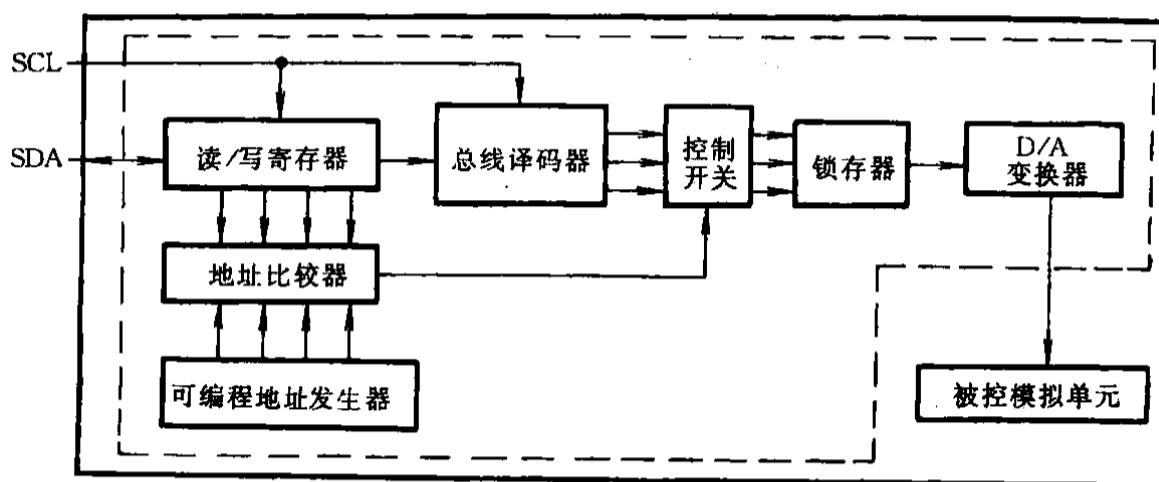 SCL
SDA
读/写寄存器
总线译码器
控制
开关
锁存器
D/A
变换器
地址比较器
可编程地址发生器
被控模拟单元